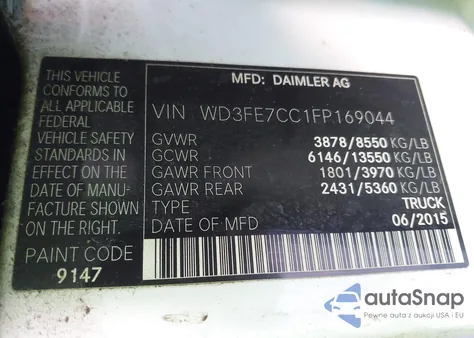 MFD: DAIMLER AG
THIS VEHICLE
CONFORMS TO
ALL APPLICABLE
FEDERAL
VEHICLE SAFETY
STANDARDS IN
EFFECT ON THE
DATE OF MANU-
FACTURE SHOWN
ON THE RIGHT.
PAINT CODE
9147
VIN WD3FE7CC1FP169044
GVWR 3878/8550 KG/LB
GCWR 6146/13550 KG/LB
GAWR FRONT 1801/3970 KG/LB
GAWR REAR 2431/5360 KG/LB
TYPE TRUCK
DATE OF MFD 06/2015
autoSnap
Pewne auta z aukcji USA i EU